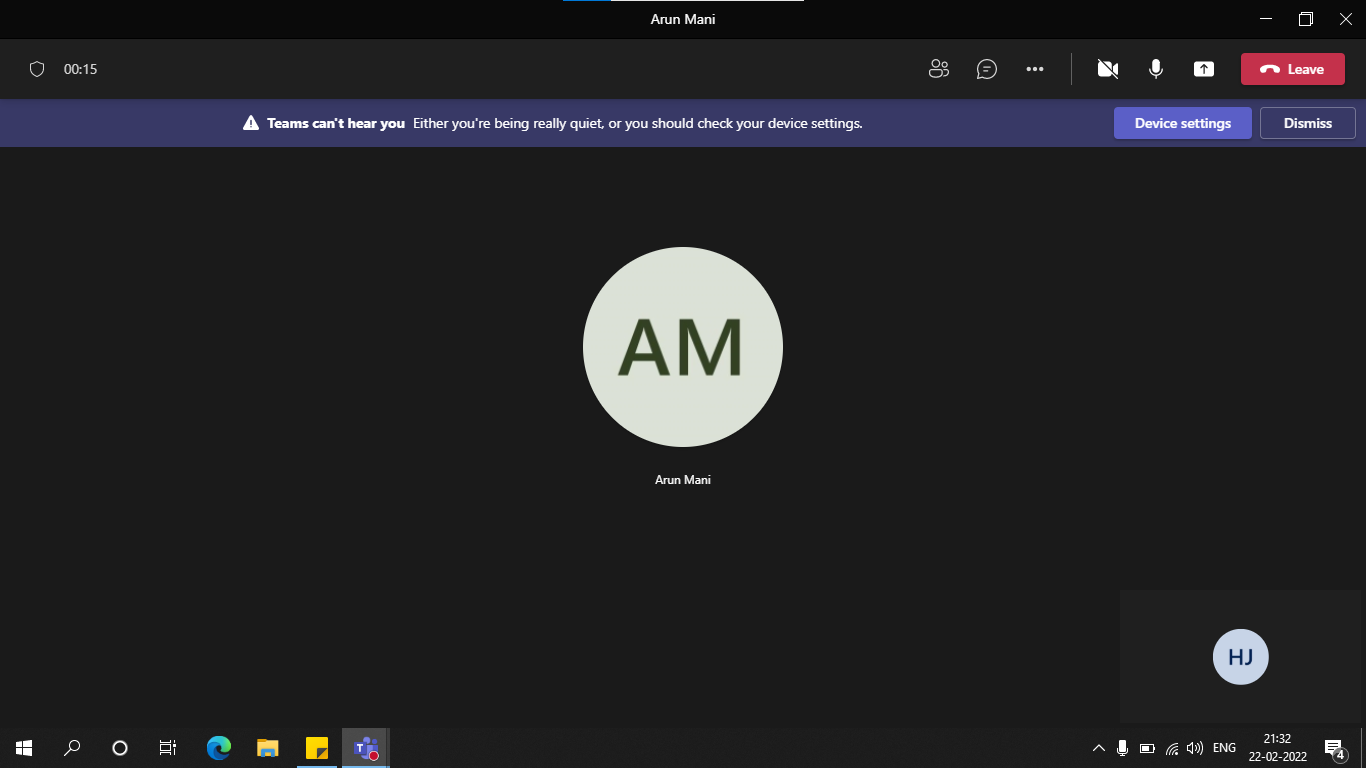 Arun Mani
00:15
Leave
Teams can't hear you Either you're being really quiet, or you should check your device settings.
Device settings
Dismiss
AM
Arun Mani
HJ
T
ENG
21:32
22-02-2022
4